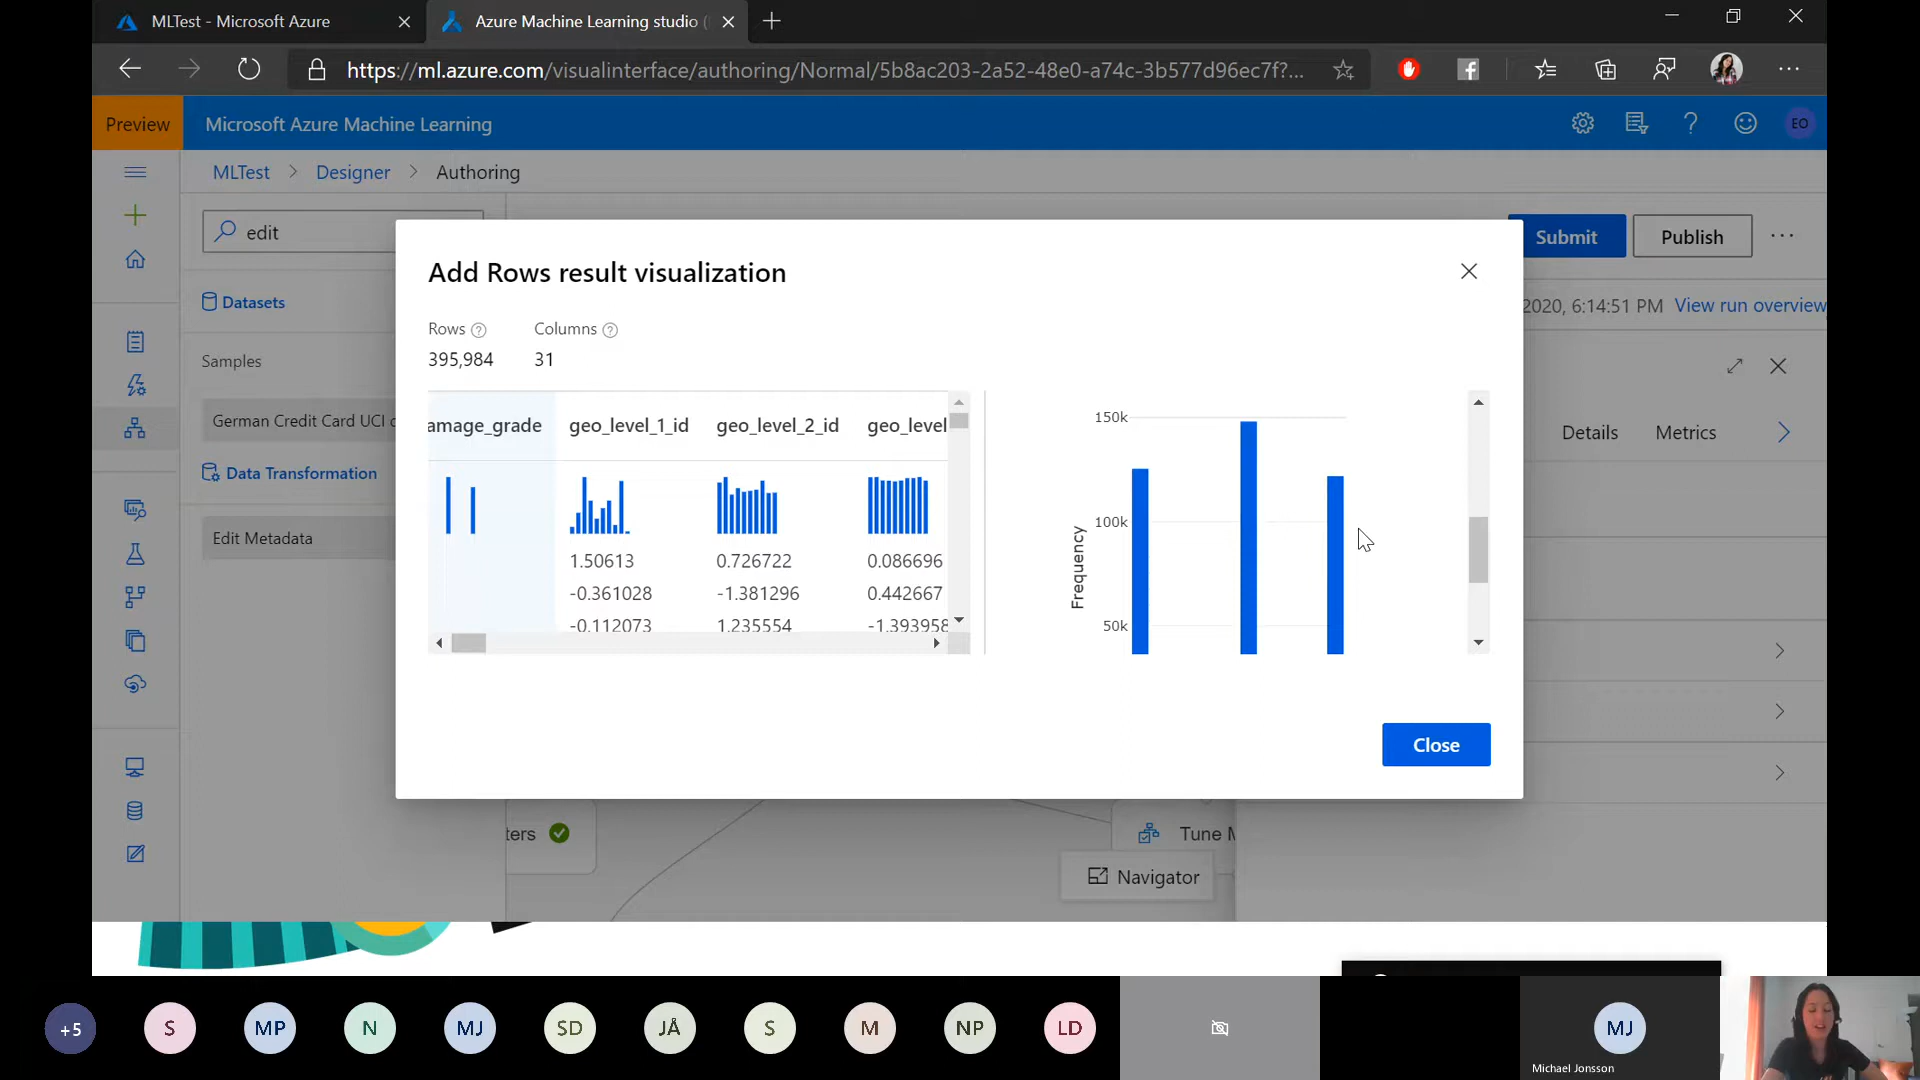 MLTest - Microsoft Azure
Azure Machine Learning studio (
https://ml.azure.com/visualinterface/authoring/Normal/5b8ac203-2a52-48e0-a74c-3b577d96ec7f?...
Preview
Microsoft Azure Machine Learning
EO
MLTest > Designer > Authoring
edit
Submit
Publish
Add Rows result visualization
Datasets
2020, 6:14:51 PM View run overview
Rows
Columns
395,984
31
Samples
German Credit Card UCI
Details
Metrics
amage_grade
geo_level_1_id
geo_level_2_id
geo_level
150k
100k
50k
Frequency
Data Transformation
Edit Metadata
1.50613
0.726722
0.086696
-0.361028
-1.381296
0.442667
-0.112073
1.235554
-1.393958
Close
ters
Tune M
Navigator
+5
S
MP
N
MJ
SD
JÅ
S
M
NP
LD
MJ
Michael Jonsson